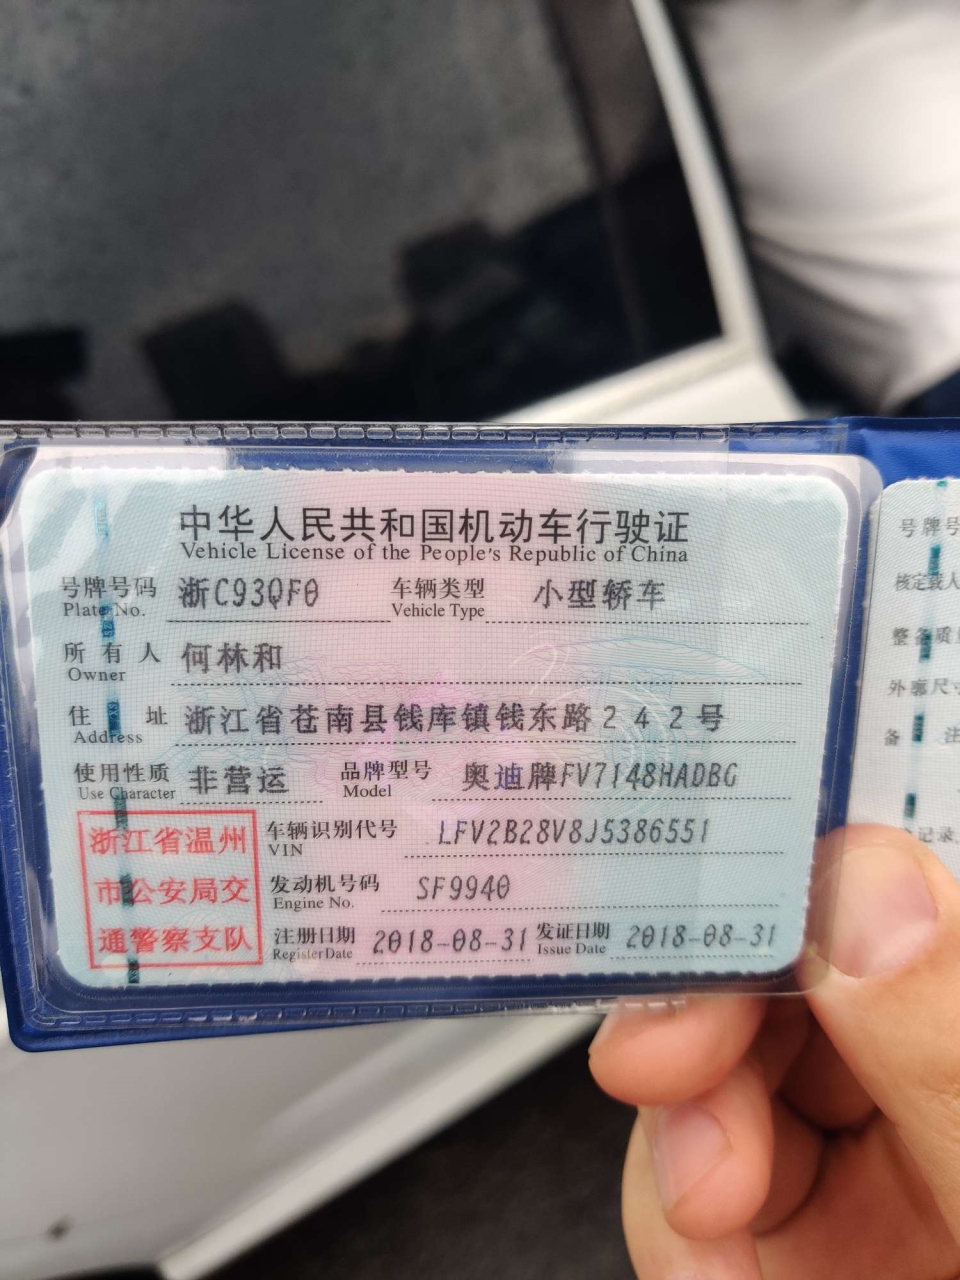 中华人民共和国机动车行驶证
Vehicle License of the People's Republic of China
号牌号码 浙C93QF0 车辆类型 小型轿车
Plate No. Vehicle Type
所有人 何林和
Owner
住址 浙江省苍南县钱库镇钱东路242号
Address
使用性质 非营运 品牌型号 奥迪牌FV7148HADBG
Use Character Model
浙江省温州
市公安局交
通警察支队
车辆识别代号 LFV2B28V8J5386551
VIN
发动机号码 SF9940
Engine No.
注册日期 2018-08-31 发证日期 2018-08-31
Register Date Issue Date
号牌号
核定载人
整备质
外廓尺寸
备注
记录